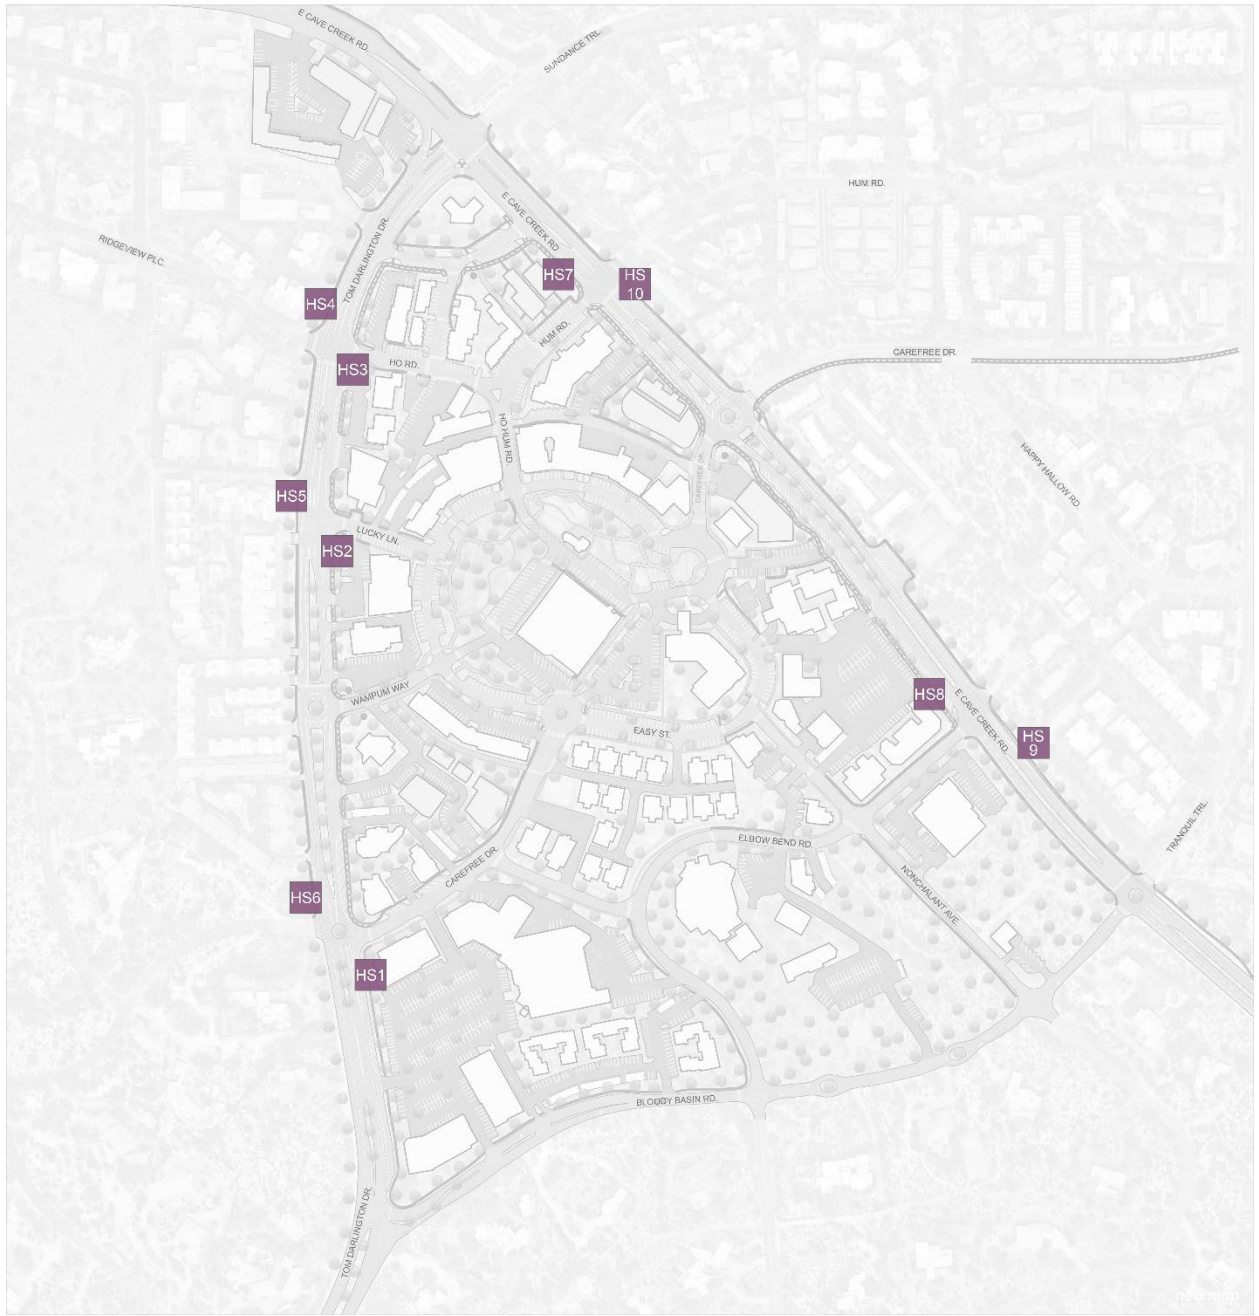 E CAVE CREEK RD.
SUNDANCE TRL.
HUM RD.
E CAVE CREEK RD
TOM DARLINGTON DR.
RIDGEVIEW PLC.
HS7
HS
10
HS4
HUM RD.
CAREFREE DR.
HO RD.
HS3
HO HUM RD.
HAPPY HALLOW RD.
CAREFREE DR.
HS5
LUCKY LN.
HS2
WAMPUM WAY
HS8
E CAVE CREEK RD.
EASY ST.
HS
9
TRANQUIL TRL.
ELBOW BEND RD.
CAREFREE DR.
NONCHALANT AVE.
HS6
HS1
BLOODY BASIN RD.
TOM DARLINGTON DR.
nearmap